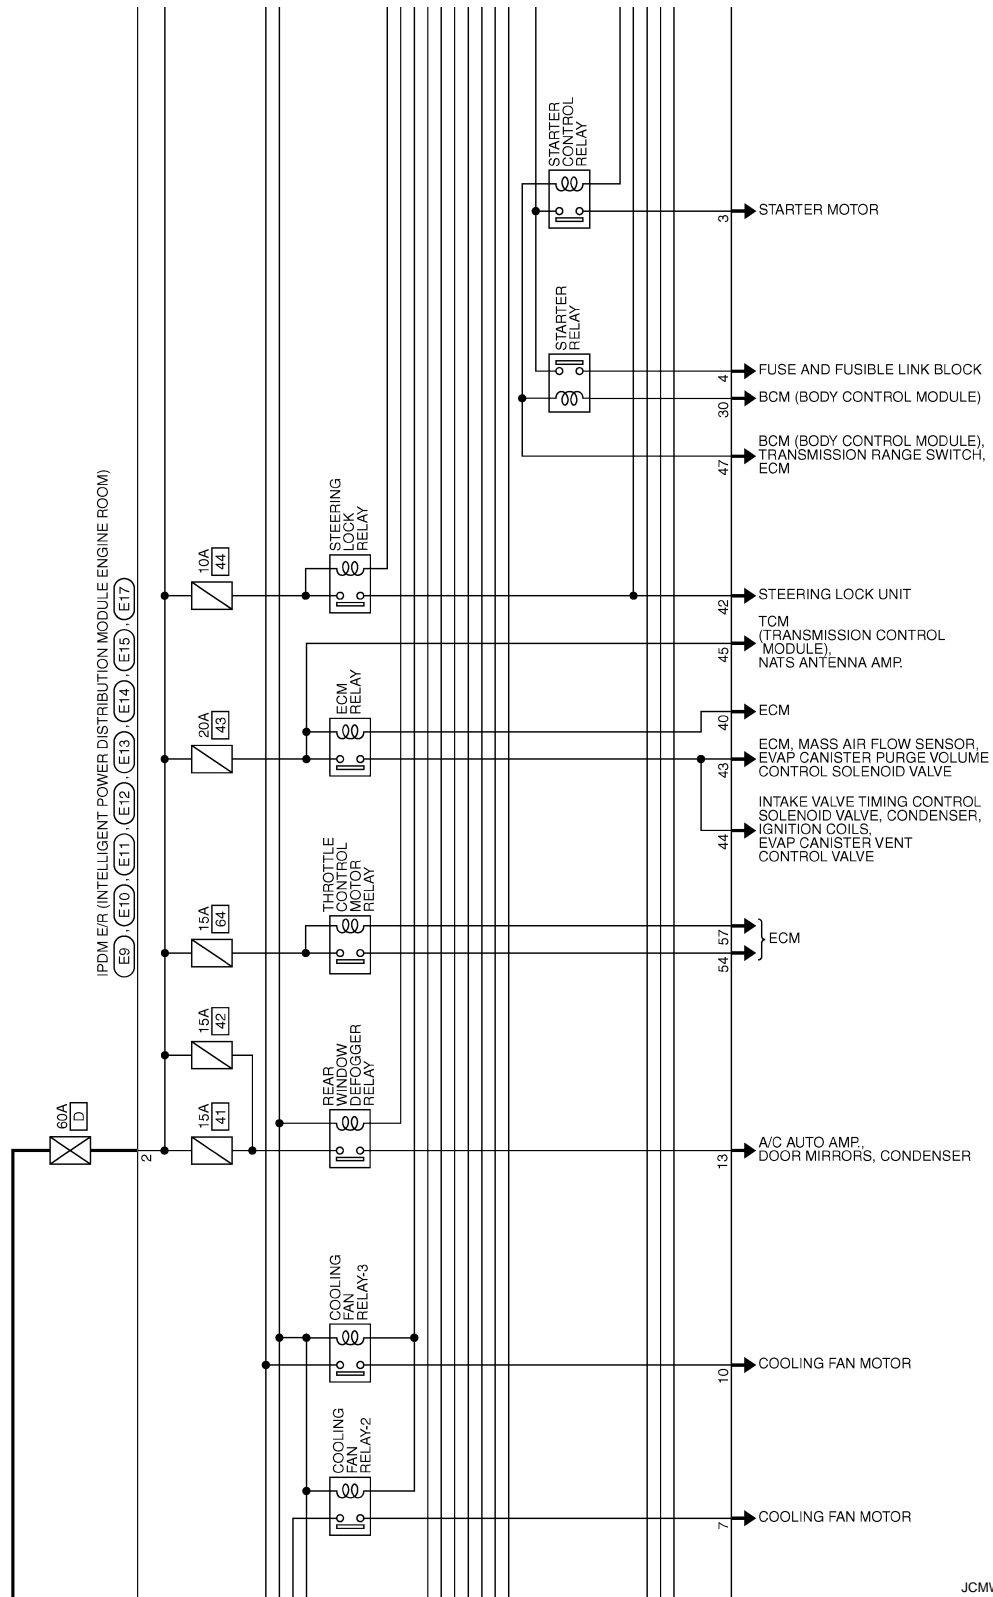 STARTER
CONTROL
RELAY
3
STARTER MOTOR
STARTER
RELAY
4
FUSE AND FUSIBLE LINK BLOCK
30
BCM (BODY CONTROL MODULE)
47
BCM (BODY CONTROL MODULE),
TRANSMISSION RANGE SWITCH,
ECM
IPDM E/R (INTELLIGENT POWER DISTRIBUTION MODULE ENGINE ROOM)
E9 , E10 , E11 , E12 , E13 , E14 , E15 , E17
10A
44
STEERING
LOCK
RELAY
42
STEERING LOCK UNIT
45
TCM
(TRANSMISSION CONTROL
MODULE),
NATS ANTENNA AMP.
20A
43
ECM
RELAY
40
ECM
43
ECM, MASS AIR FLOW SENSOR,
EVAP CANISTER PURGE VOLUME
CONTROL SOLENOID VALVE
44
INTAKE VALVE TIMING CONTROL
SOLENOID VALVE, CONDENSER,
IGNITION COILS,
EVAP CANISTER VENT
CONTROL VALVE
15A
64
THROTTLE
CONTROL
MOTOR
RELAY
57
54
ECM
15A
42
60A
D
2
15A
41
REAR
WINDOW
DEFOGGER
RELAY
13
A/C AUTO AMP.,
DOOR MIRRORS, CONDENSER
COOLING
FAN
RELAY-3
10
COOLING FAN MOTOR
COOLING
FAN
RELAY-2
7
COOLING FAN MOTOR